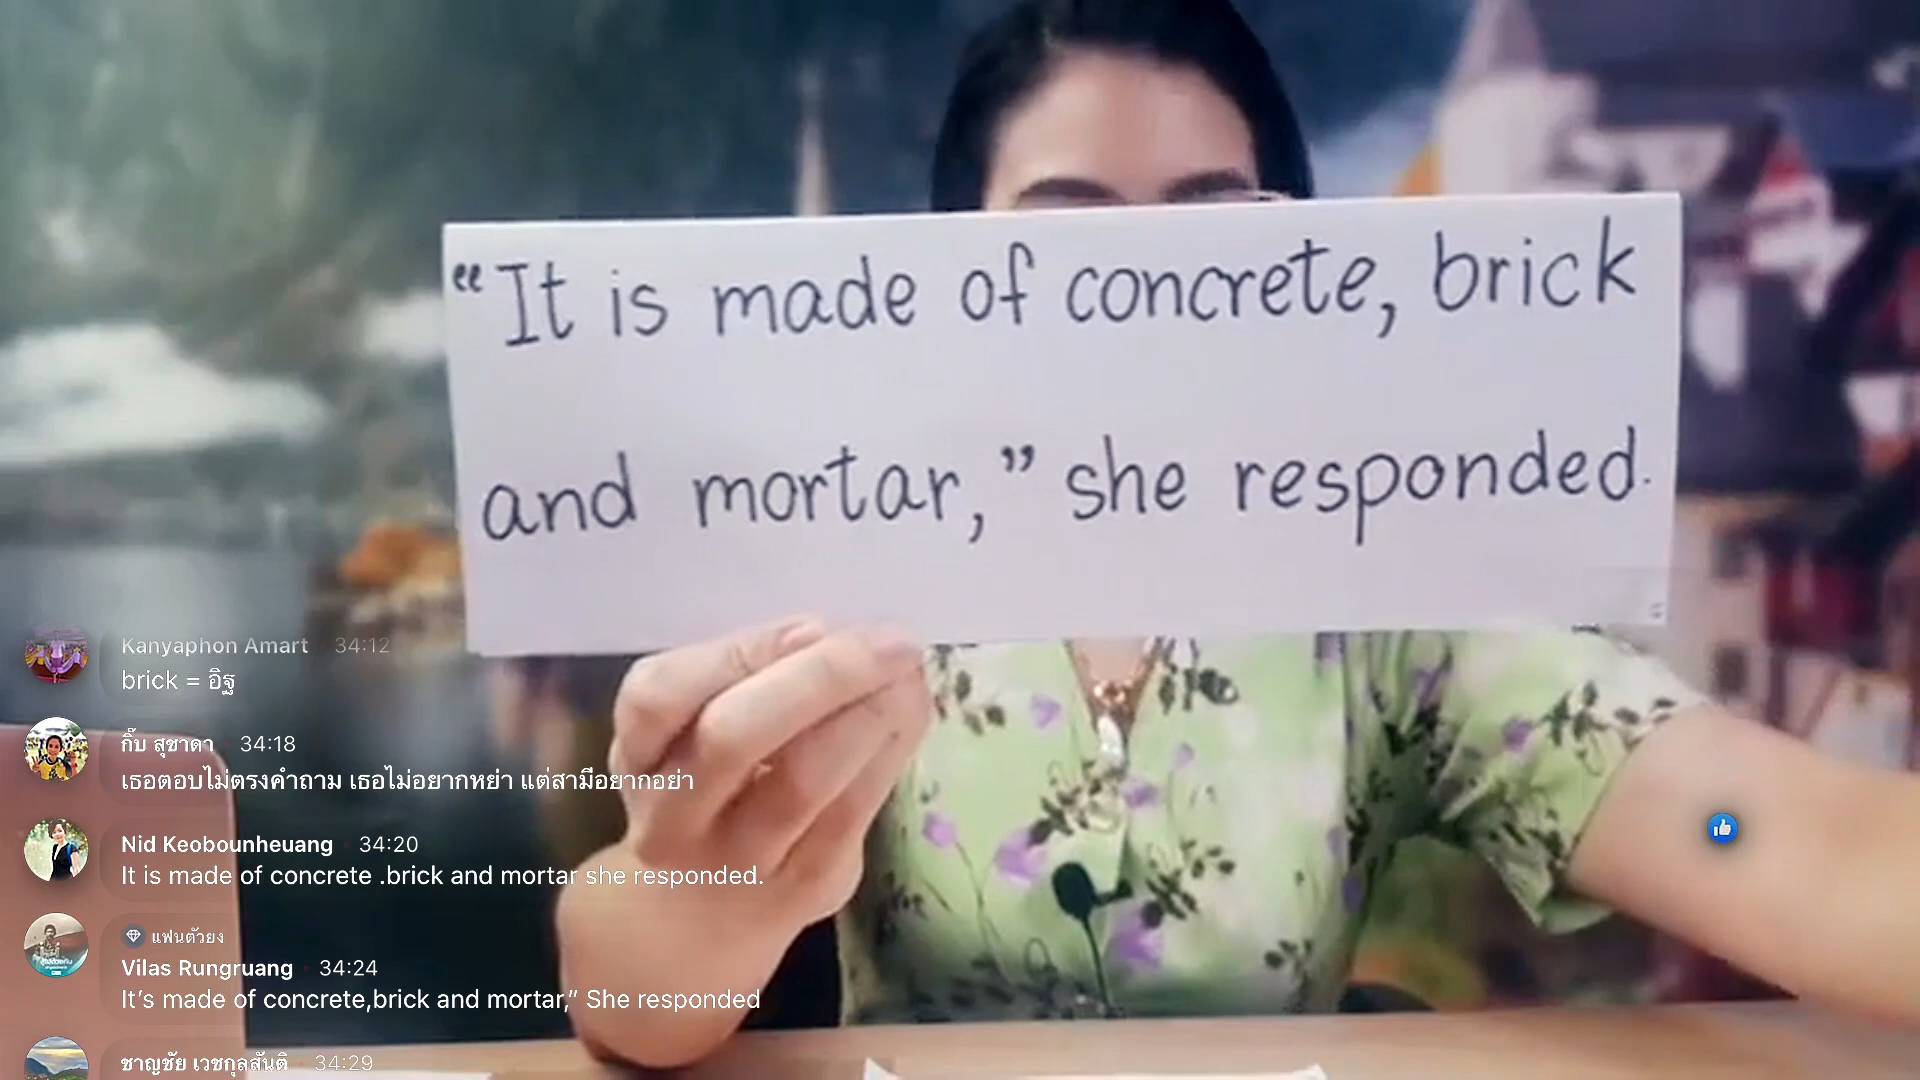 “It is made of concrete, brick
and mortar,” she responded.
Kanyaphon Amart 34:12
brick = อิฐ
กิ๊บ สุชาดา 34:18
เธอตอบไม่ตรงคำถาม เธอไม่อยากหย่า แต่สามีอยากอย่า
Nid Keobounheuang 34:20
It is made of concrete .brick and mortar she responded.
แฟนตัวยง
Vilas Rungruang 34:24
It’s made of concrete,brick and mortar,” She responded
ชาญชัย เวชกุลสันติ 34:29